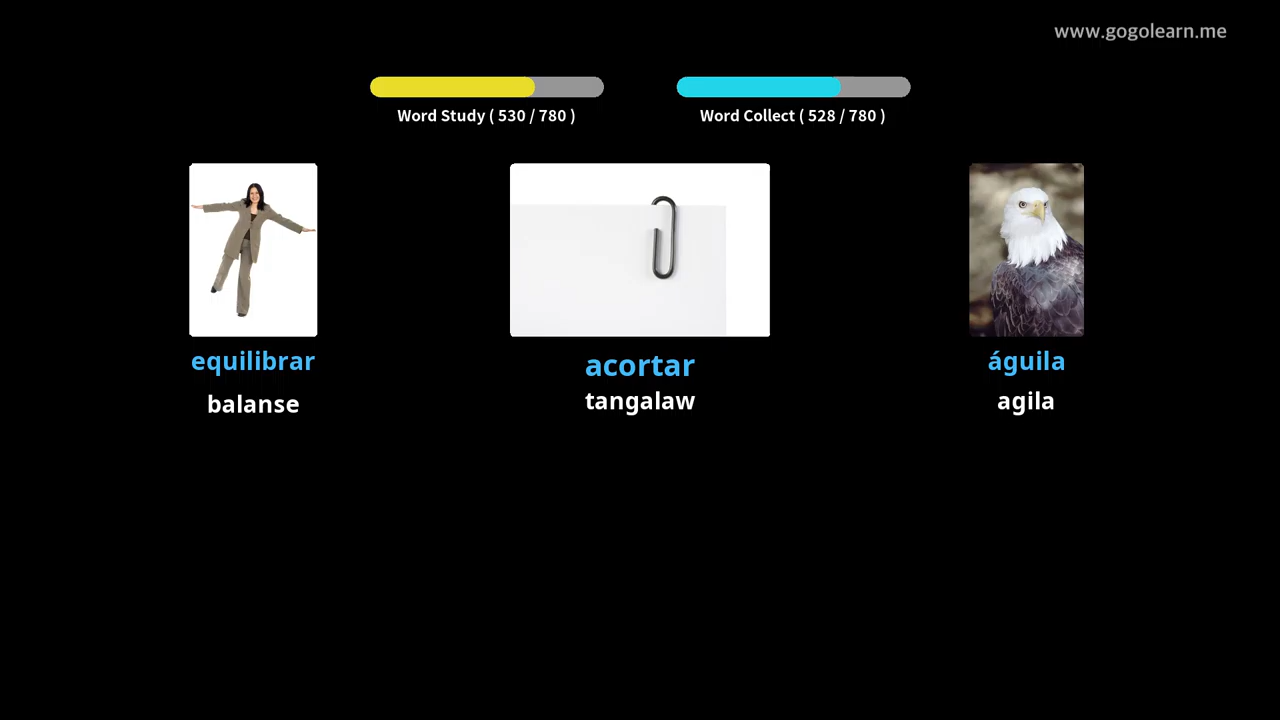 www.gogolearn.me
Word Study ( 530 / 780 )
Word Collect ( 528 / 780 )
equilibrar
balanse
acortar
tangalaw
águila
agila